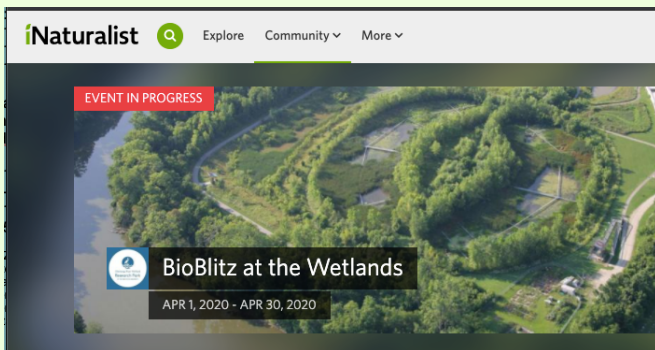 iNaturalist Explore Community More
EVENT IN PROGRESS
BioBlitz at the Wetlands
APR 1, 2020 - APR 30, 2020